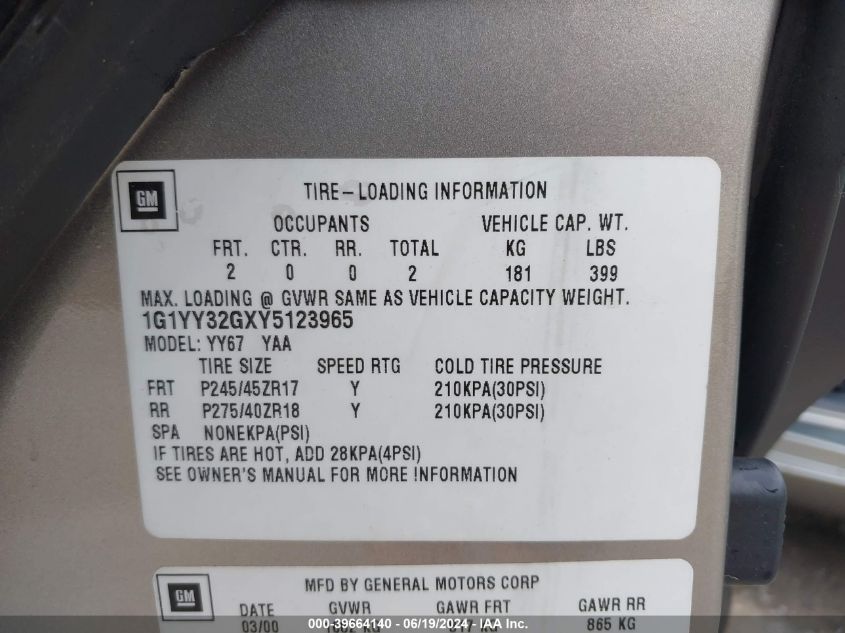 GM
TIRE-LOADING INFORMATION
OCCUPANTS VEHICLE CAP. WT.
FRT. CTR. RR. TOTAL KG LBS
2 0 0 2 181 399
MAX. LOADING @ GVWR SAME AS VEHICLE CAPACITY WEIGHT.
1G1YY32GXY5123965
MODEL: YY67 YAA
TIRE SIZE SPEED RTG COLD TIRE PRESSURE
FRT P245/45ZR17 Y 210KPA(30PSI)
RR P275/40ZR18 Y 210KPA(30PSI)
SPA NONEKPA(PSI)
IF TIRES ARE HOT, ADD 28KPA(4PSI)
SEE OWNER'S MANUAL FOR MORE INFORMATION
GM
MFD BY GENERAL MOTORS CORP
DATE GVWR GAWR FRT GAWR RR
03/00 KG KG 865 KG
000-39664140 - 06/19/2024 - IAA Inc.